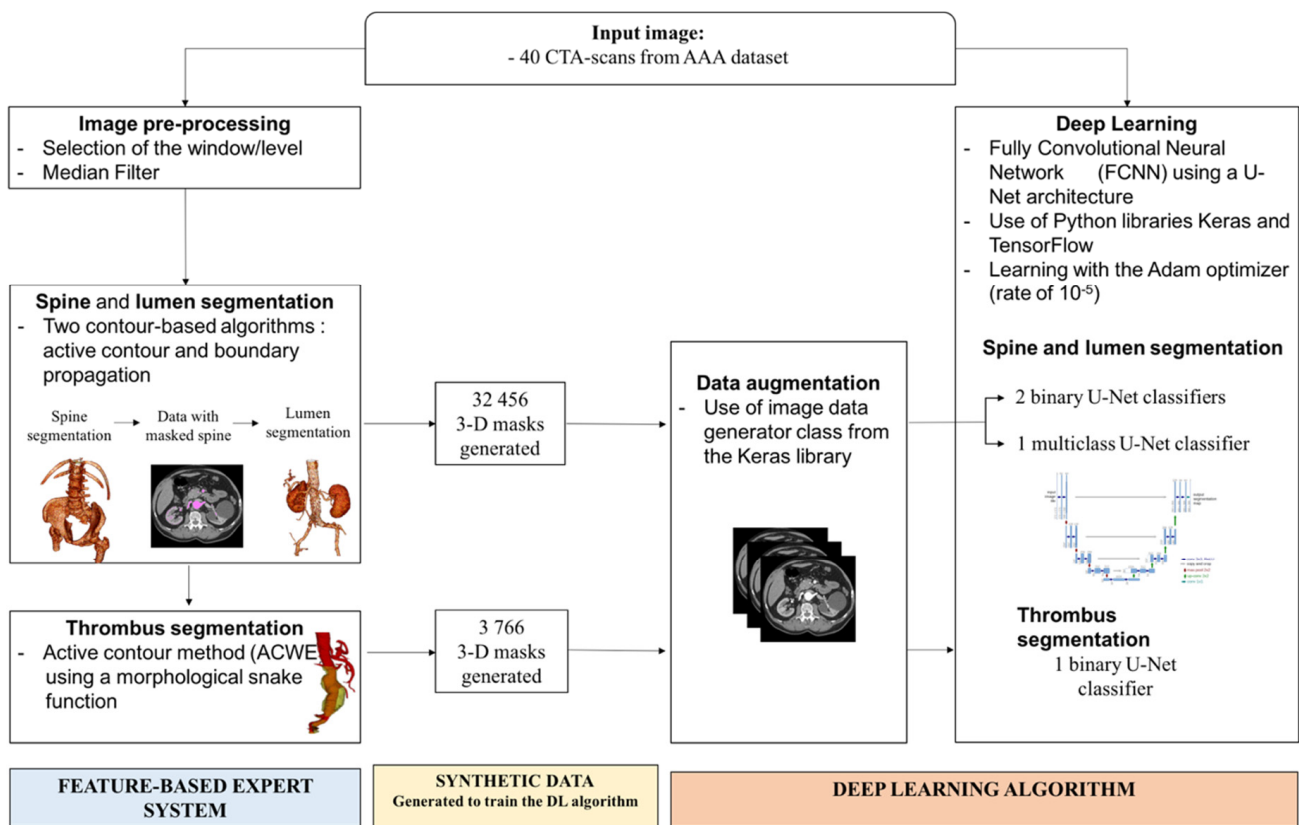 Input image:
- 40 CTA-scans from AAA dataset
Image pre-processing
- Selection of the window/level
- Median Filter
Spine and lumen segmentation
- Two contour-based algorithms :
active contour and boundary
propagation
Spine
segmentation
Data with
masked spine
Lumen
segmentation
Thrombus segmentation
- Active contour method (ACWE
using a morphological snake
function
32 456
3-D masks
generated
3 766
3-D masks
generated
Data augmentation
- Use of image data
generator class from
the Keras library
Deep Learning
- Fully Convolutional Neural
Network (FCNN) using a U-
Net architecture
- Use of Python libraries Keras and
TensorFlow
- Learning with the Adam optimizer
(rate of 10⁻⁵)
Spine and lumen segmentation
2 binary U-Net classifiers
1 multiclass U-Net classifier
Thrombus
segmentation
1 binary U-Net
classifier
FEATURE-BASED EXPERT
SYSTEM
SYNTHETIC DATA
Generated to train the DL algorithm
DEEP LEARNING ALGORITHM